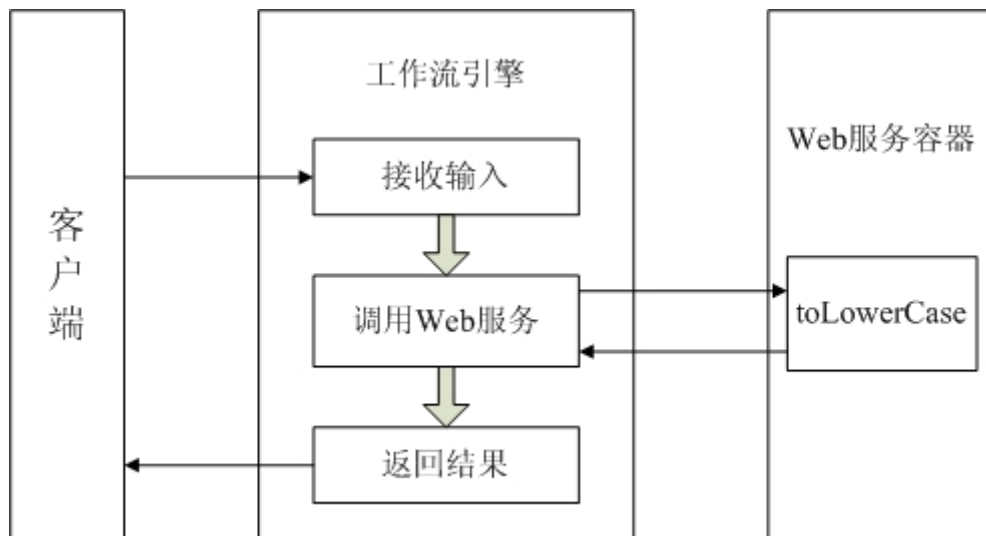 客户端
工作流引擎
接收输入
调用Web服务
返回结果
Web服务容器
toLowerCase